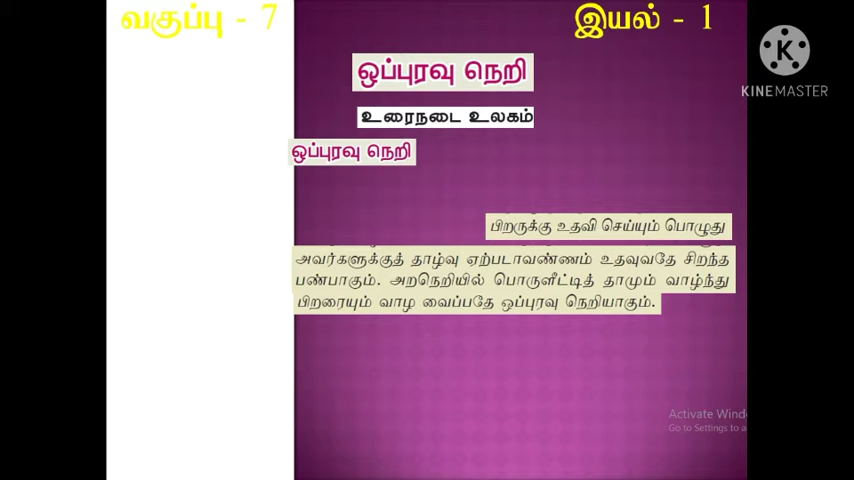 வகுப்பு - 7
இயல் - 1
KINEMASTER
ஒப்புரவு நெறி
உரைநடை உலகம்
ஒப்புரவு நெறி
பிறருக்கு உதவி செய்யும் பொழுது
அவர்களுக்குத் தாழ்வு ஏற்படாவண்ணம் உதவுவதே சிறந்த
பண்பாகும். அறநெறியில் பொருளீட்டித் தாமும் வாழ்ந்து
பிறரையும் வாழ வைப்பதே ஒப்புரவு நெறியாகும்.
Activate Wind
Go to Settings to a